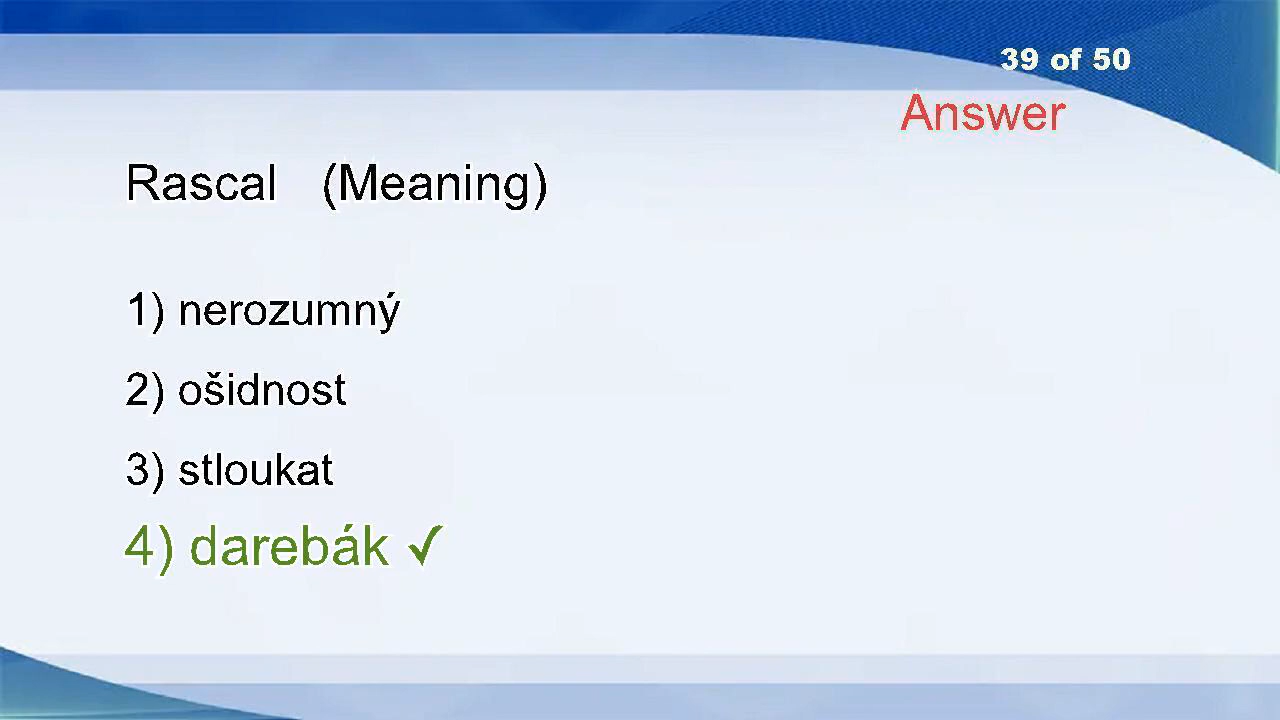 39 of 50
Answer
Rascal (Meaning)
1) nerozumný
2) ošidnost
3) stloukat
4) darebák ✓